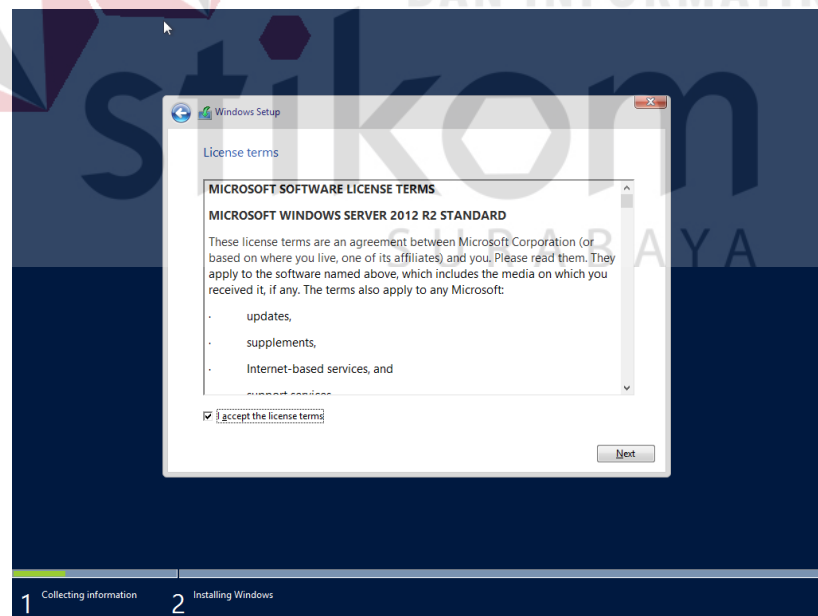 DAN INFORMATIK
stikom
SURABAYA
Windows Setup
License terms
MICROSOFT SOFTWARE LICENSE TERMS
MICROSOFT WINDOWS SERVER 2012 R2 STANDARD
These license terms are an agreement between Microsoft Corporation (or
based on where you live, one of its affiliates) and you. Please read them. They
apply to the software named above, which includes the media on which you
received it, if any. The terms also apply to any Microsoft:
· updates,
· supplements,
· Internet-based services, and
· support services
I accept the license terms
Next
1 Collecting information
2 Installing Windows